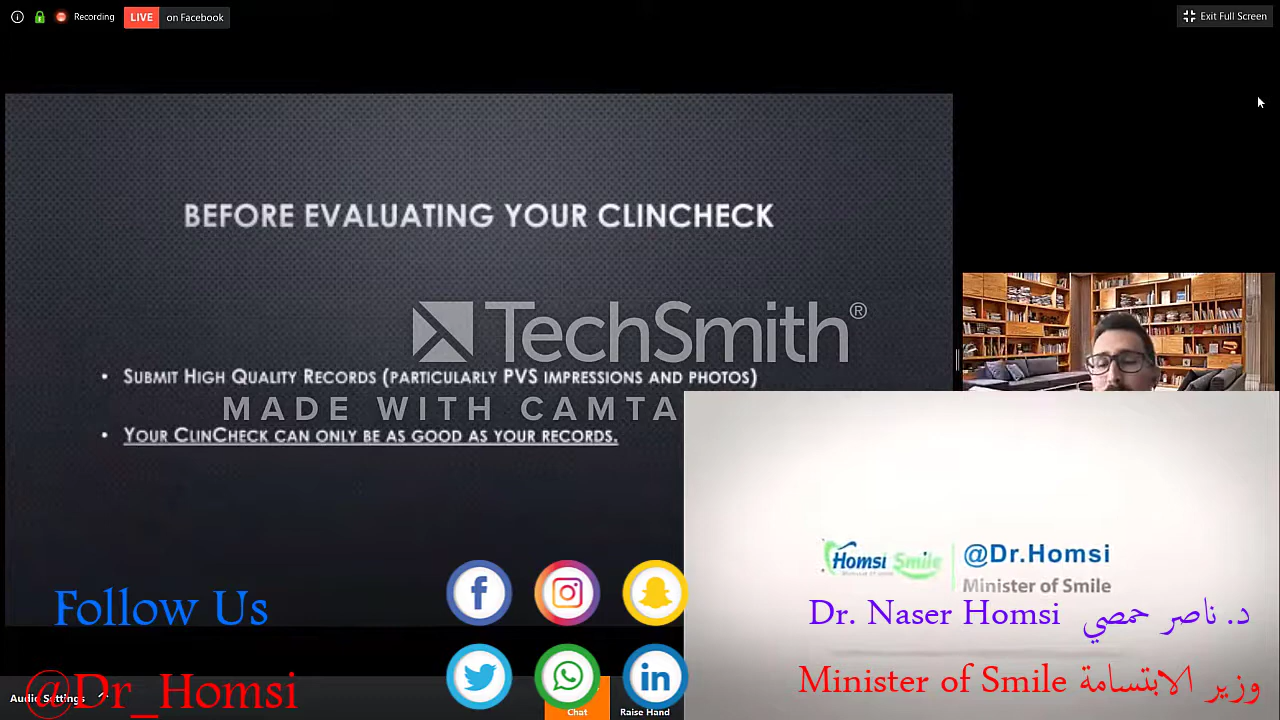 Recording
LIVE on Facebook
Exit Full Screen
BEFORE EVALUATING YOUR CLINCHECK
TechSmith®
• SUBMIT HIGH QUALITY RECORDS (PARTICULARLY PVS IMPRESSIONS AND PHOTOS)
MADE WITH CAMTA
• YOUR CLINCHECK CAN ONLY BE AS GOOD AS YOUR RECORDS.
Homsi Smile
@Dr.Homsi
Minister of Smile
Follow Us
Dr. Naser Homsi د. ناصر حمصي
Minister of Smile وزير الابتسامة
@Dr_Homsi
Audio Settings
Chat
Raise Hand